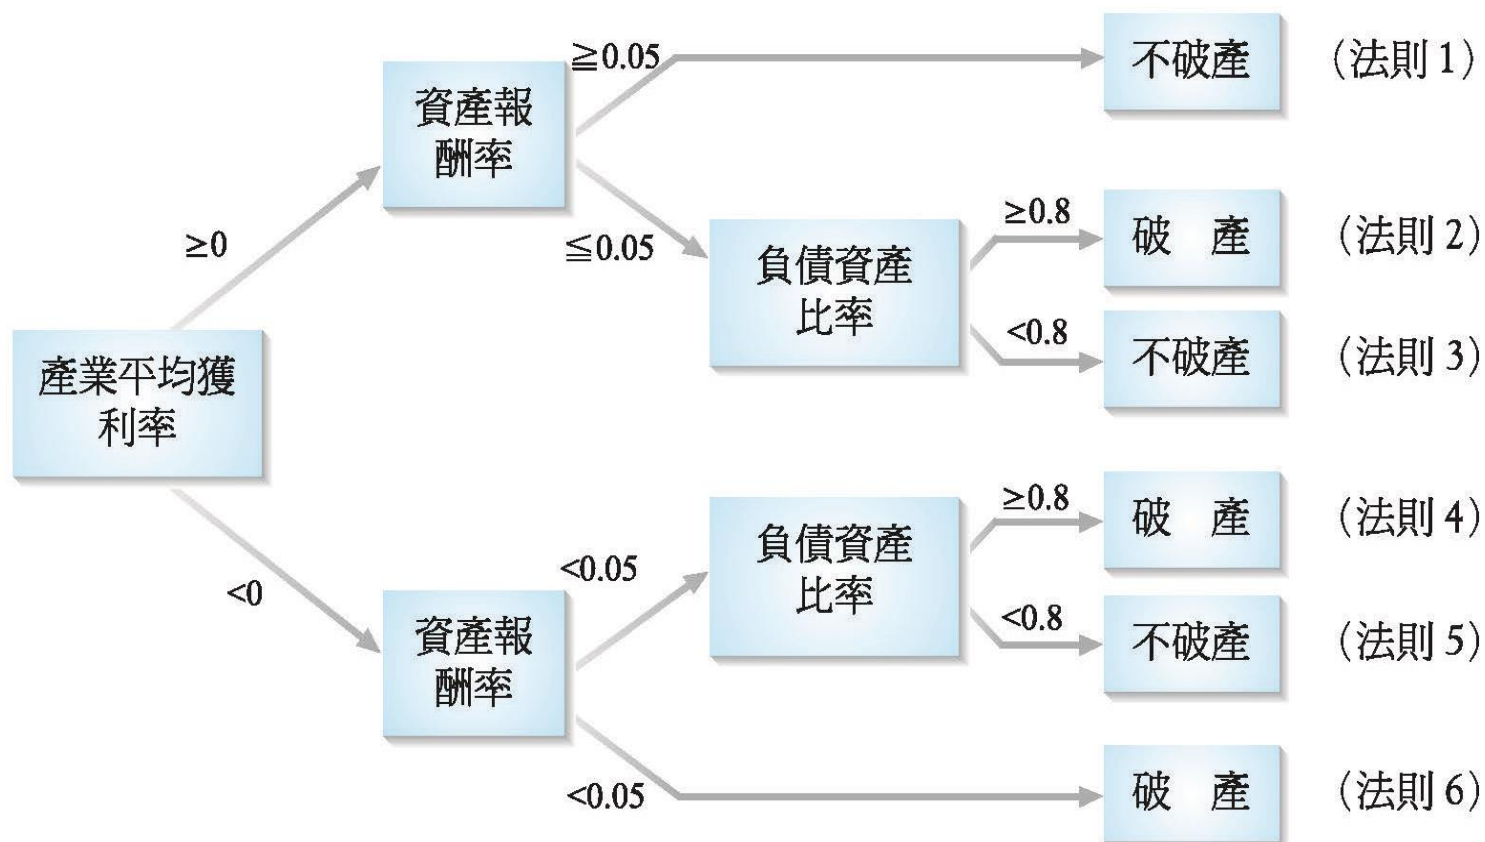 ≧0.05
不破產
（法則 1）
資產報
酬率
≥0
≦0.05
≥0.8
破　產
（法則 2）
負債資產
比率
<0.8
不破產
（法則 3）
產業平均獲
利率
<0
資產報
酬率
<0.05
負債資產
比率
≥0.8
破　產
（法則 4）
<0.8
不破產
（法則 5）
<0.05
破　產
（法則 6）